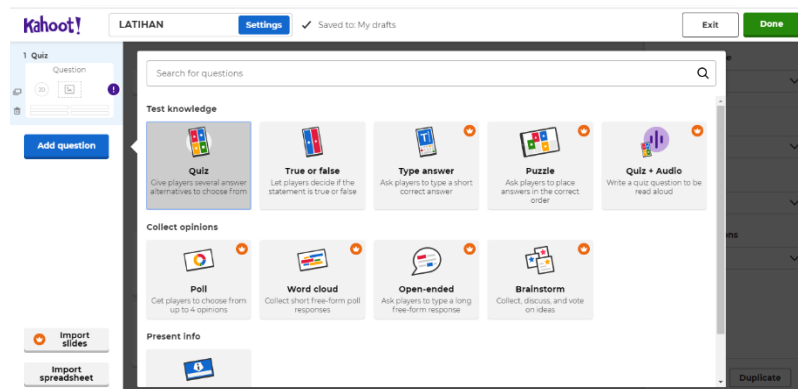 Kahoot!
LATIHAN
Settings
Saved to: My drafts
Exit
Done
1 Quiz
Question
20
Add question
Search for questions
Test knowledge
Quiz
Give players several answer
alternatives to choose from
True or false
Let players decide if the
statement is true or false
Type answer
Ask players to type a short
correct answer
Puzzle
Ask players to place
answers in the correct
order
Quiz + Audio
Write a quiz question to be
read aloud
Collect opinions
Poll
Get players to choose from
up to 4 opinions
Word cloud
Collect short free-form poll
responses
Open-ended
Ask players to type a long
free-form response
Brainstorm
Collect, discuss, and vote
on ideas
Present info
Import
slides
Import
spreadsheet
Duplicate